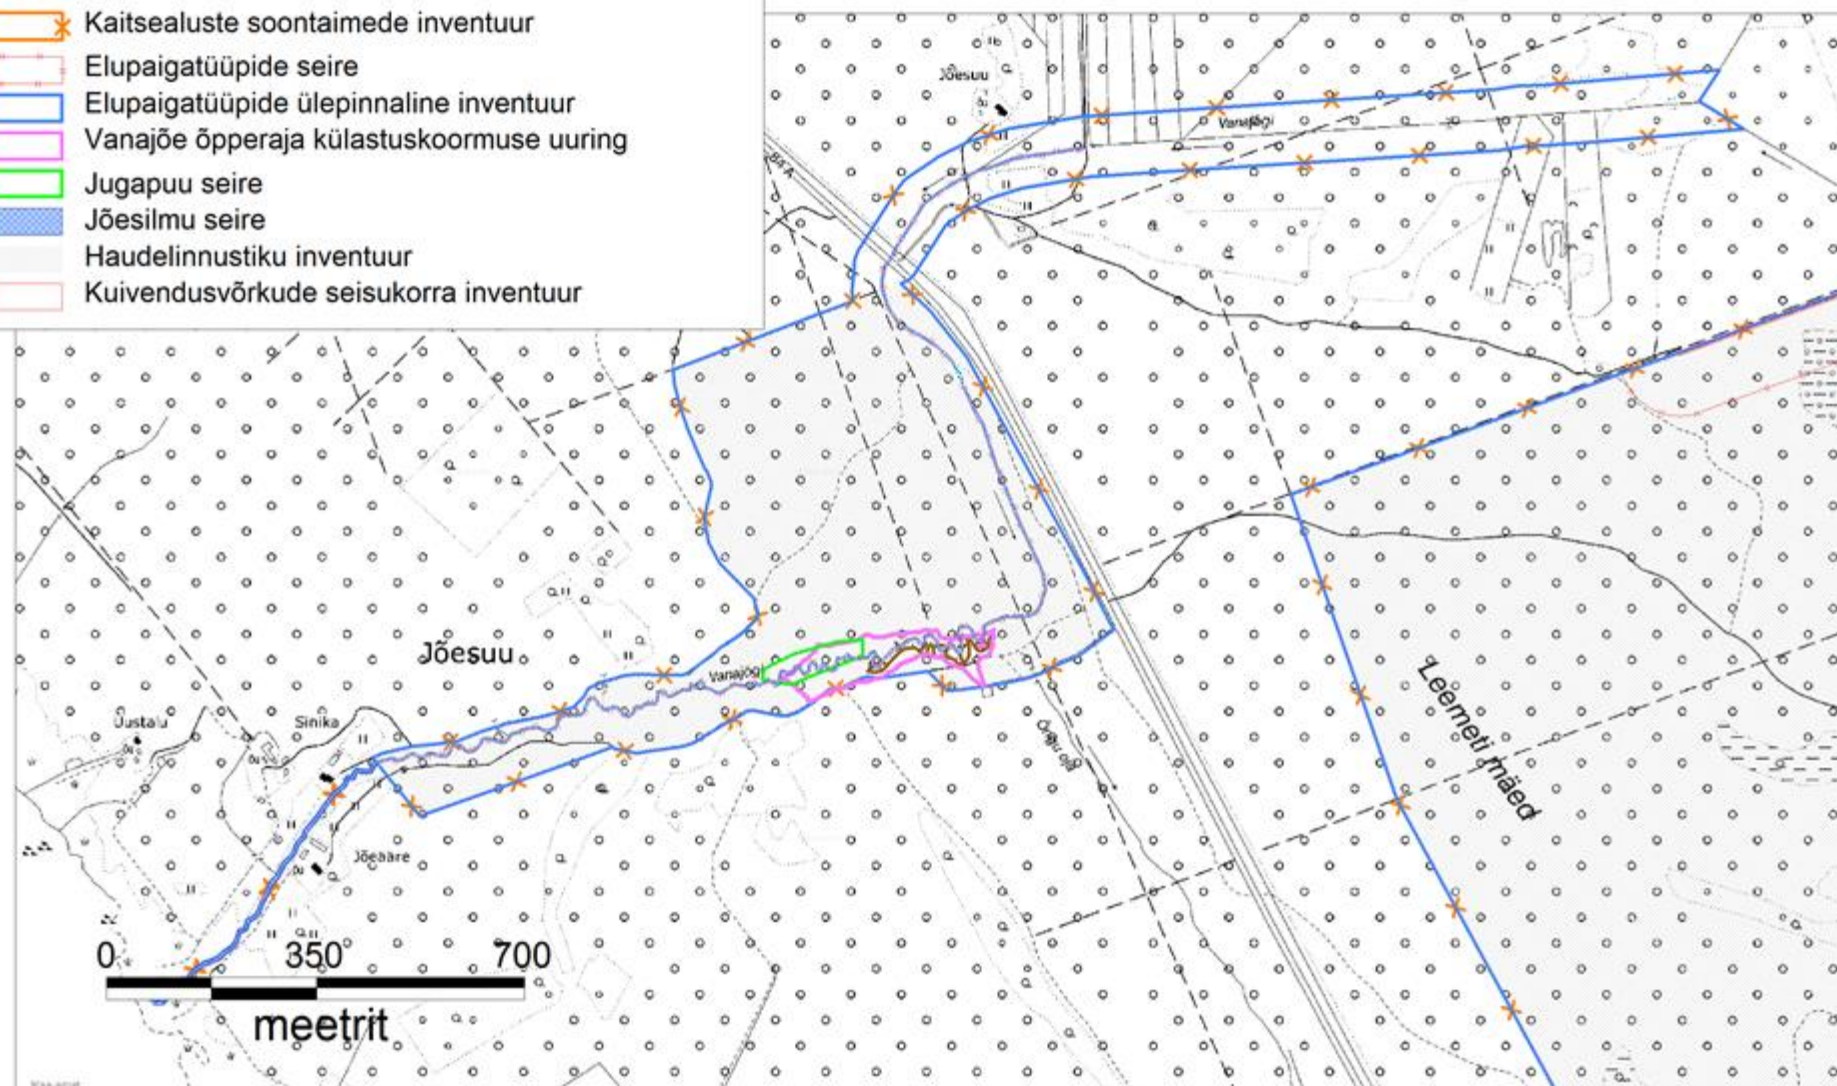 Kaitsealuste soontaimede inventuur
Elupaigatüüpide seire
Elupaigatüüpide ülepinnaline inventuur
Vanajõe õpperaja külastuskoormuse uuring
Jugapuu seire
Jõesilmu seire
Haudelinnustiku inventuur
Kuivendusvõrkude seisukorra inventuur
Jõesuu
Vanajõgi
Jõesuu
Vanajõgi
Uustalu
Sinika
Jõeääre
Leemeti mäed
0 350 700
meetrit